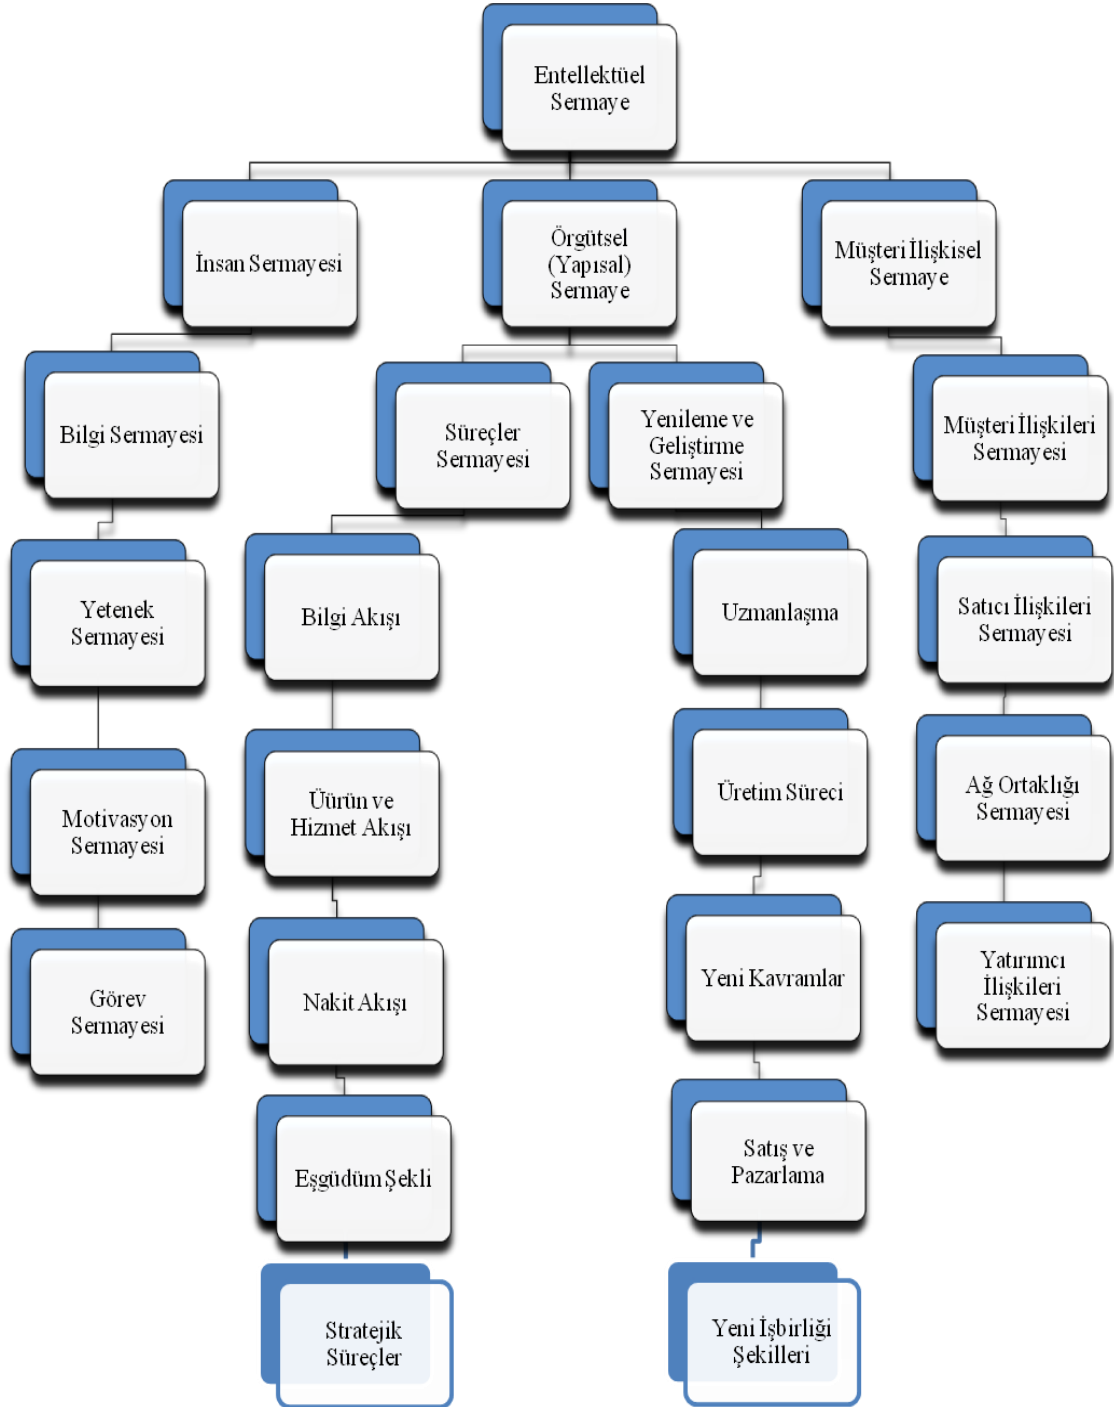 Entellektüel
Sermaye
İnsan Sermayesi
Örgütsel
(Yapısal)
Sermaye
Müşteri İlişkisel
Sermaye
Bilgi Sermayesi
Süreçler
Sermayesi
Yenileme ve
Geliştirme
Sermayesi
Müşteri İlişkileri
Sermayesi
Yetenek
Sermayesi
Bilgi Akışı
Uzmanlaşma
Satıcı İlişkileri
Sermayesi
Motivasyon
Sermayesi
Üürün ve
Hizmet Akışı
Üretim Süreci
Ağ Ortaklığı
Sermayesi
Görev
Sermayesi
Nakit Akışı
Yeni Kavramlar
Yatırımcı
İlişkileri
Sermayesi
Eşgüdüm Şekli
Satış ve
Pazarlama
Stratejik
Süreçler
Yeni İşbirliği
Şekilleri